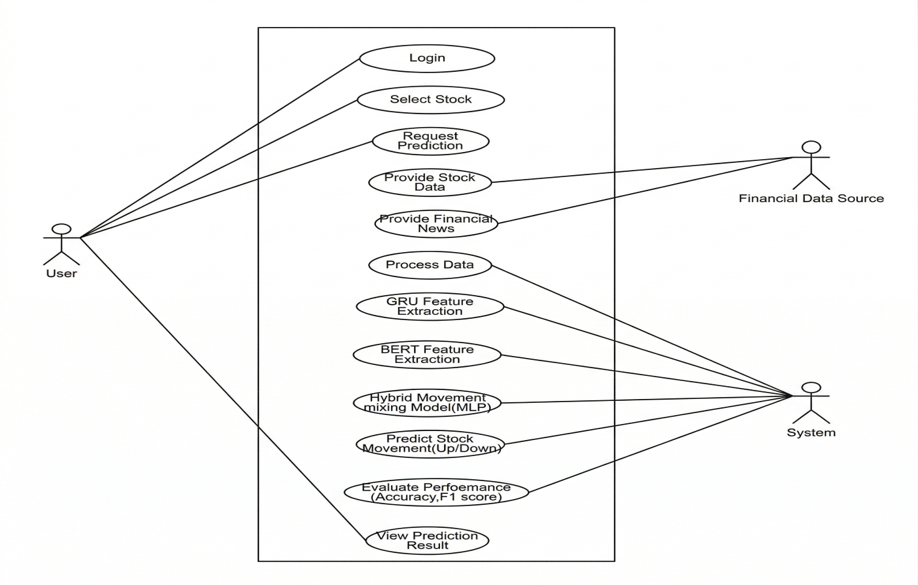 Login
Select Stock
Request
Prediction
Provide Stock
Data
Provide Financial
News
Process Data
GRU Feature
Extraction
BERT Feature
Extraction
Hybrid Movement
mixing Model(MLP)
Predict Stock
Movement(Up/Down)
Evaluate Perfoemance
(Accuracy,F1 score)
View Prediction
Result
User
Financial Data Source
System